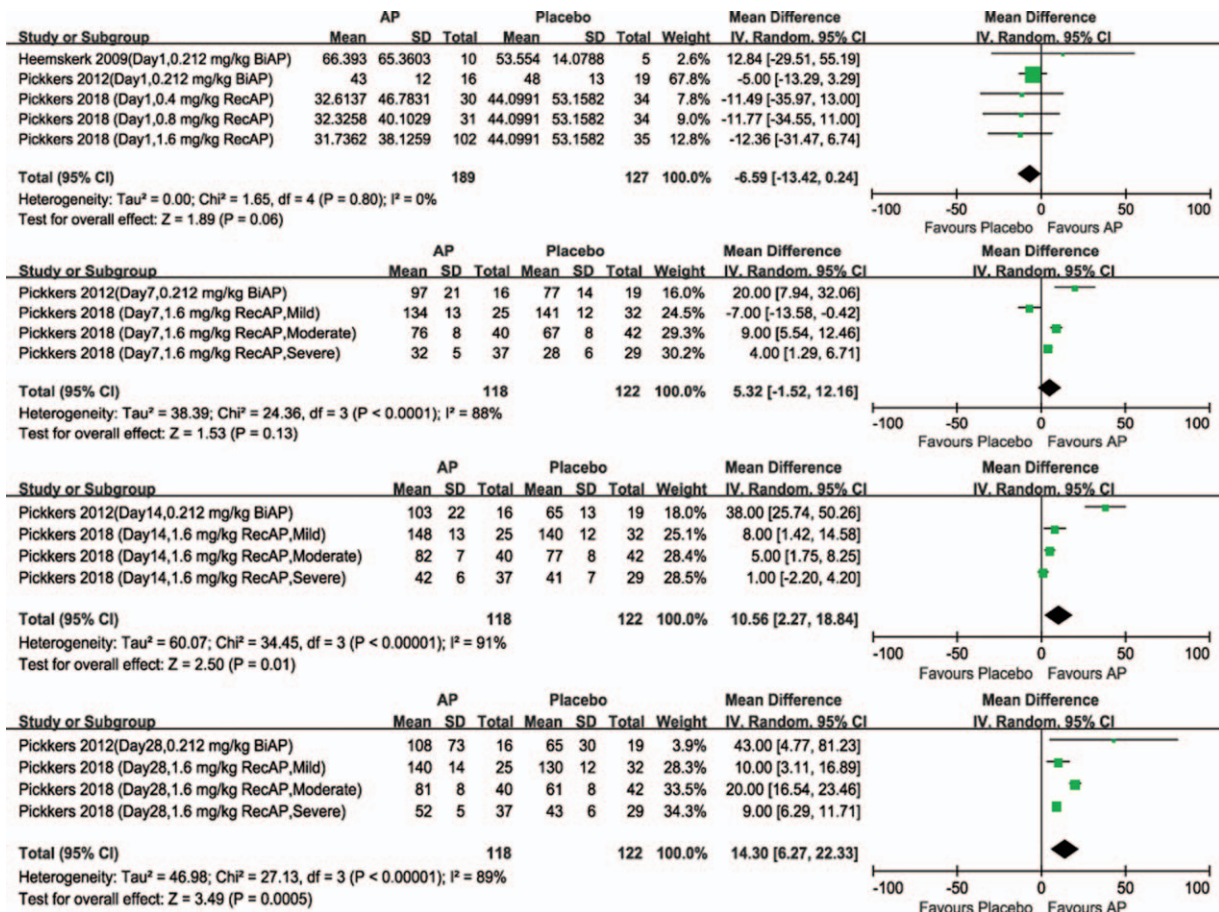 AP Placebo Mean Difference Mean Difference
Study or Subgroup Mean SD Total Mean SD Total Weight IV. Random. 95% CI IV. Random. 95% CI
Heemskerk 2009(Day1,0.212 mg/kg BiAP) 66.393 65.3603 10 53.554 14.0788 5 2.6% 12.84 [-29.51, 55.19]
Pickkers 2012(Day1,0.212 mg/kg BiAP) 43 12 16 48 13 19 67.8% -5.00 [-13.29, 3.29]
Pickkers 2018 (Day1,0.4 mg/kg RecAP) 32.6137 46.7831 30 44.0991 53.1582 34 7.8% -11.49 [-35.97, 13.00]
Pickkers 2018 (Day1,0.8 mg/kg RecAP) 32.3258 40.1029 31 44.0991 53.1582 34 9.0% -11.77 [-34.55, 11.00]
Pickkers 2018 (Day1,1.6 mg/kg RecAP) 31.7362 38.1259 102 44.0991 53.1582 35 12.8% -12.36 [-31.47, 6.74]
Total (95% CI) 189 127 100.0% -6.59 [-13.42, 0.24]
Heterogeneity: Tau² = 0.00; Chi² = 1.65, df = 4 (P = 0.80); I² = 0%
Test for overall effect: Z = 1.89 (P = 0.06)
-100 -50 0 50 100
Favours Placebo Favours AP
AP Placebo Mean Difference Mean Difference
Study or Subgroup Mean SD Total Mean SD Total Weight IV. Random. 95% CI IV. Random. 95% CI
Pickkers 2012(Day7,0.212 mg/kg BiAP) 97 21 16 77 14 19 16.0% 20.00 [7.94, 32.06]
Pickkers 2018 (Day7,1.6 mg/kg RecAP,Mild) 134 13 25 141 12 32 24.5% -7.00 [-13.58, -0.42]
Pickkers 2018 (Day7,1.6 mg/kg RecAP,Moderate) 76 8 40 67 8 42 29.3% 9.00 [5.54, 12.46]
Pickkers 2018 (Day7,1.6 mg/kg RecAP,Severe) 32 5 37 28 6 29 30.2% 4.00 [1.29, 6.71]
Total (95% CI) 118 122 100.0% 5.32 [-1.52, 12.16]
Heterogeneity: Tau² = 38.39; Chi² = 24.36, df = 3 (P < 0.0001); I² = 88%
Test for overall effect: Z = 1.53 (P = 0.13)
-100 -50 0 50 100
Favours Placebo Favours AP
AP Placebo Mean Difference Mean Difference
Study or Subgroup Mean SD Total Mean SD Total Weight IV. Random. 95% CI IV. Random. 95% CI
Pickkers 2012(Day14,0.212 mg/kg BiAP) 103 22 16 65 13 19 18.0% 38.00 [25.74, 50.26]
Pickkers 2018 (Day14,1.6 mg/kg RecAP,Mild) 148 13 25 140 12 32 25.1% 8.00 [1.42, 14.58]
Pickkers 2018 (Day14,1.6 mg/kg RecAP,Moderate) 82 7 40 77 8 42 28.4% 5.00 [1.75, 8.25]
Pickkers 2018 (Day14,1.6 mg/kg RecAP,Severe) 42 6 37 41 7 29 28.5% 1.00 [-2.20, 4.20]
Total (95% CI) 118 122 100.0% 10.56 [2.27, 18.84]
Heterogeneity: Tau² = 60.07; Chi² = 34.45, df = 3 (P < 0.00001); I² = 91%
Test for overall effect: Z = 2.50 (P = 0.01)
-100 -50 0 50 100
Favours Placebo Favours AP
AP Placebo Mean Difference Mean Difference
Study or Subgroup Mean SD Total Mean SD Total Weight IV. Random. 95% CI IV. Random. 95% CI
Pickkers 2012(Day28,0.212 mg/kg BiAP) 108 73 16 65 30 19 3.9% 43.00 [4.77, 81.23]
Pickkers 2018 (Day28,1.6 mg/kg RecAP,Mild) 140 14 25 130 12 32 28.3% 10.00 [3.11, 16.89]
Pickkers 2018 (Day28,1.6 mg/kg RecAP,Moderate) 81 8 40 61 8 42 33.5% 20.00 [16.54, 23.46]
Pickkers 2018 (Day28,1.6 mg/kg RecAP,Severe) 52 5 37 43 6 29 34.3% 9.00 [6.29, 11.71]
Total (95% CI) 118 122 100.0% 14.30 [6.27, 22.33]
Heterogeneity: Tau² = 46.98; Chi² = 27.13, df = 3 (P < 0.00001); I² = 89%
Test for overall effect: Z = 3.49 (P = 0.0005)
-100 -50 0 50 100
Favours Placebo Favours AP